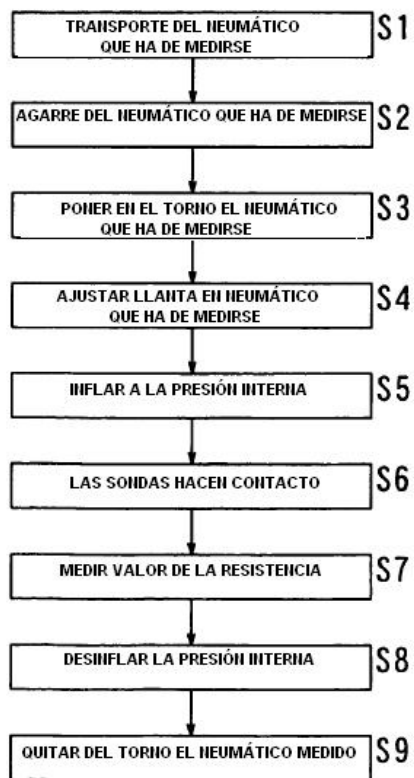 TRANSPORTE DEL NEUMÁTICO
QUE HA DE MEDIRSE
S1
AGARRE DEL NEUMÁTICO QUE HA DE MEDIRSE
S2
PONER EN EL TORNO EL NEUMÁTICO
QUE HA DE MEDIRSE
S3
AJUSTAR LLANTA EN NEUMÁTICO
QUE HA DE MEDIRSE
S4
INFLAR A LA PRESIÓN INTERNA
S5
LAS SONDAS HACEN CONTACTO
S6
MEDIR VALOR DE LA RESISTENCIA
S7
DESINFLAR LA PRESIÓN INTERNA
S8
QUITAR DEL TORNO EL NEUMÁTICO MEDIDO
S9